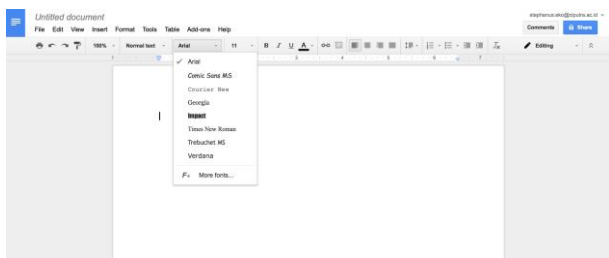 Untitled document
File Edit View Insert Format Tools Table Add-ons Help
Comments Share
100% Normal text Arial 11 B I U A Editing
Arial
Comic Sans MS
Courier New
Georgia
Impact
Times New Roman
Trebuchet MS
Verdana
More fonts...